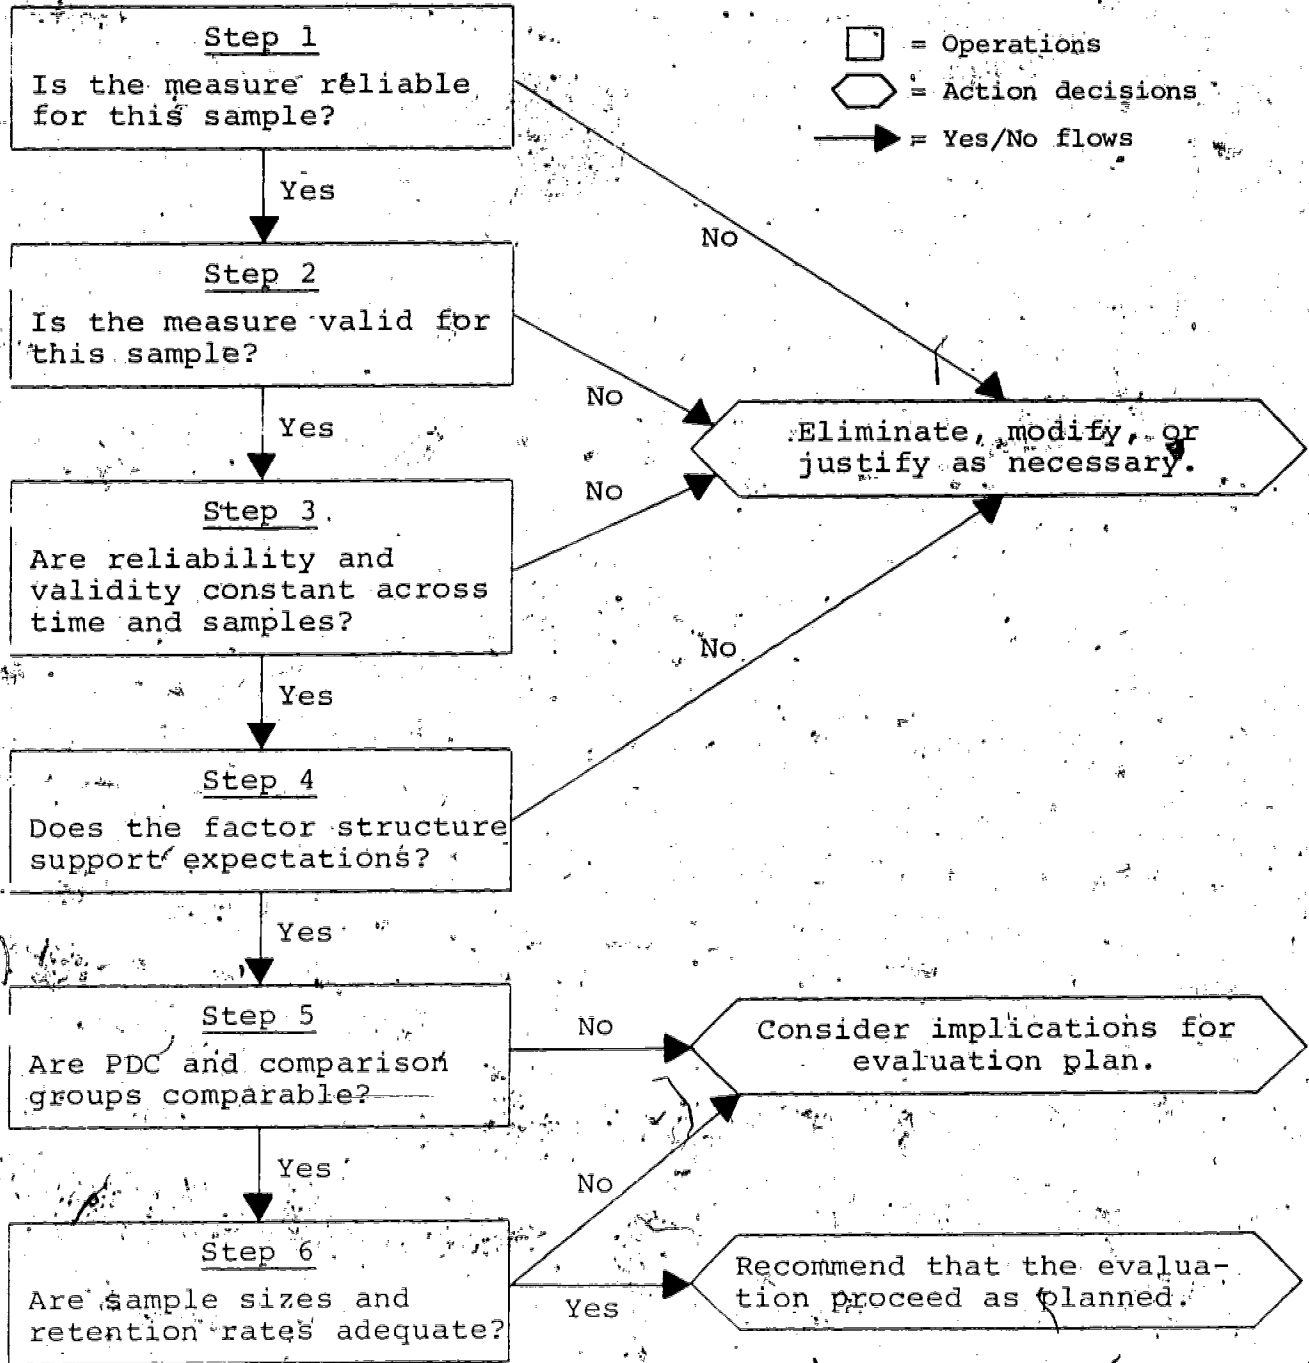 Step 1
Is the measure reliable
for this sample?
= Operations
= Action decisions
= Yes/No flows
Yes
No
Step 2
Is the measure valid for
this sample?
No
Yes
Eliminate, modify, or
justify as necessary.
No
Step 3
Are reliability and
validity constant across
time and samples?
No
Yes
Step 4
Does the factor structure
support expectations?
Yes
Step 5
Are PDC and comparison
groups comparable?
No
Consider implications for
evaluation plan.
Yes
No
Step 6
Are sample sizes and
retention rates adequate?
Yes
Recommend that the evalua-
tion proceed as planned.